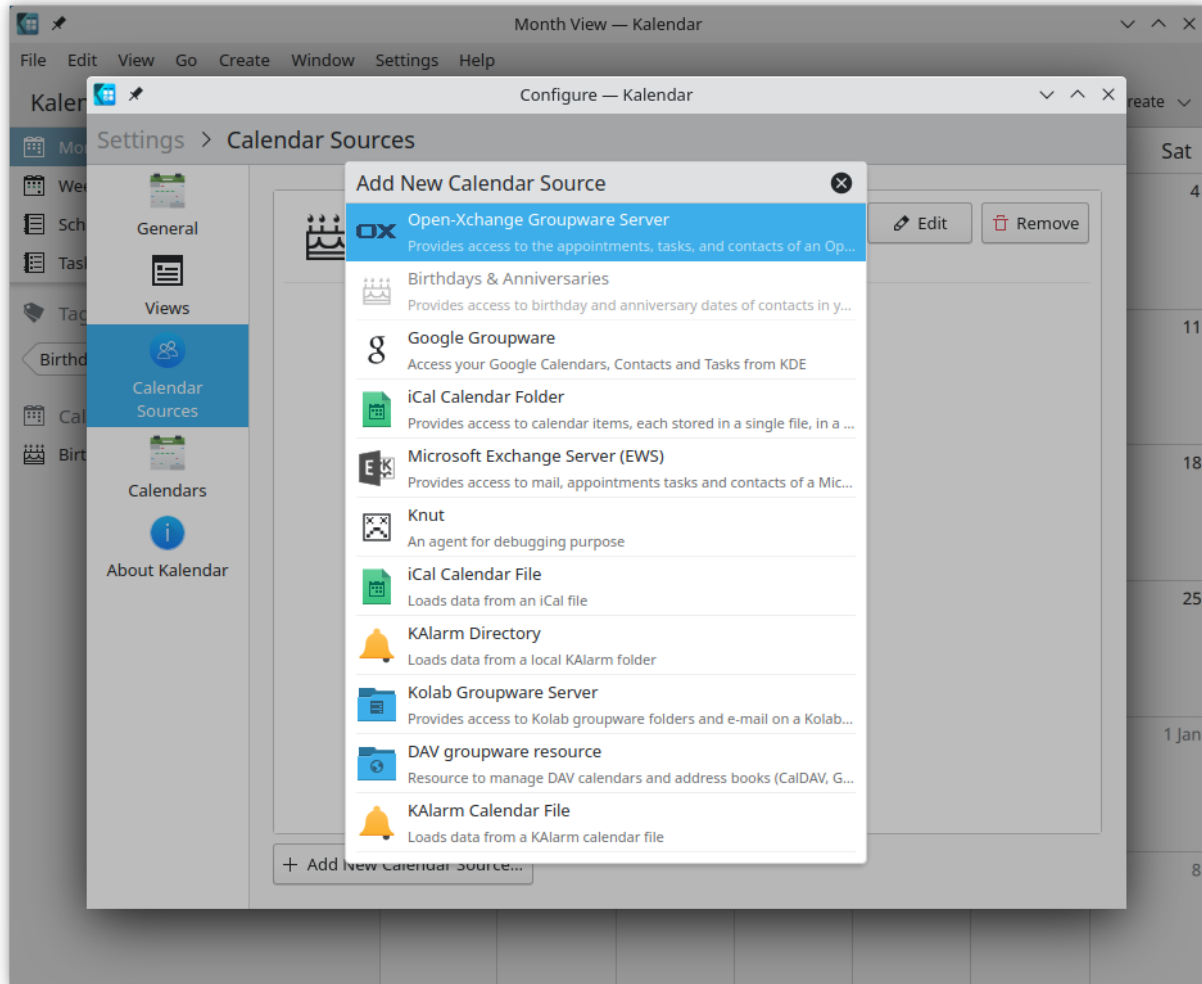 Month View — Kalendar
File Edit View Go Create Window Settings Help
Configure — Kalendar
Settings > Calendar Sources
Sat
General
Views
Calendar
Sources
Calendars
About Kalendar
Add New Calendar Source
Edit
Remove
OX
Open-Xchange Groupware Server
Provides access to the appointments, tasks, and contacts of an Op...
Birthdays & Anniversaries
Provides access to birthday and anniversary dates of contacts in y...
g
Google Groupware
Access your Google Calendars, Contacts and Tasks from KDE
iCal Calendar Folder
Provides access to calendar items, each stored in a single file, in a ...
Microsoft Exchange Server (EWS)
Provides access to mail, appointments tasks and contacts of a Mic...
Knut
An agent for debugging purpose
iCal Calendar File
Loads data from an iCal file
KAlarm Directory
Loads data from a local KAlarm folder
Kolab Groupware Server
Provides access to Kolab groupware folders and e-mail on a Kolab...
DAV groupware resource
Resource to manage DAV calendars and address books (CalDAV, G...
KAlarm Calendar File
Loads data from a KAlarm calendar file
+ Add New Calendar Source...
4
11
18
25
1 Jan
8